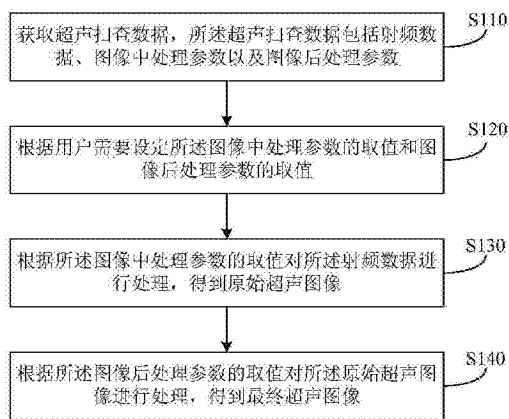 S110
获取超声扫查数据，所述超声扫查数据包括射频数
据、图像中处理参数以及图像后处理参数
S120
根据用户需要设定所述图像中处理参数的取值和图
像后处理参数的取值
S130
根据所述图像中处理参数的取值对所述射频数据进
行处理，得到原始超声图像
S140
根据所述图像后处理参数的取值对所述原始超声图
像进行处理，得到最终超声图像